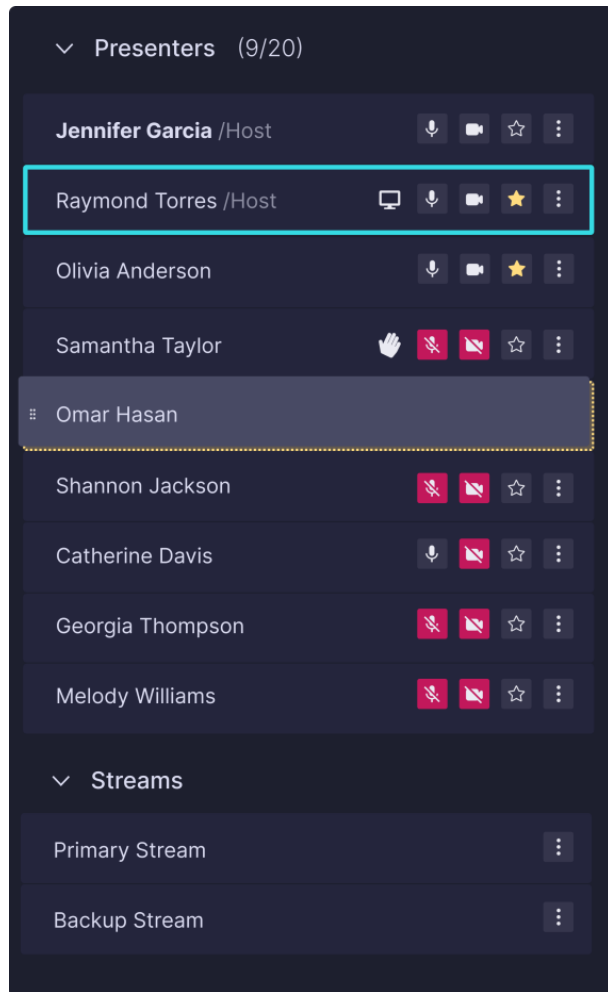 Presenters (9/20)
Jennifer Garcia /Host
Raymond Torres /Host
Olivia Anderson
Samantha Taylor
Omar Hasan
Shannon Jackson
Catherine Davis
Georgia Thompson
Melody Williams
Streams
Primary Stream
Backup Stream